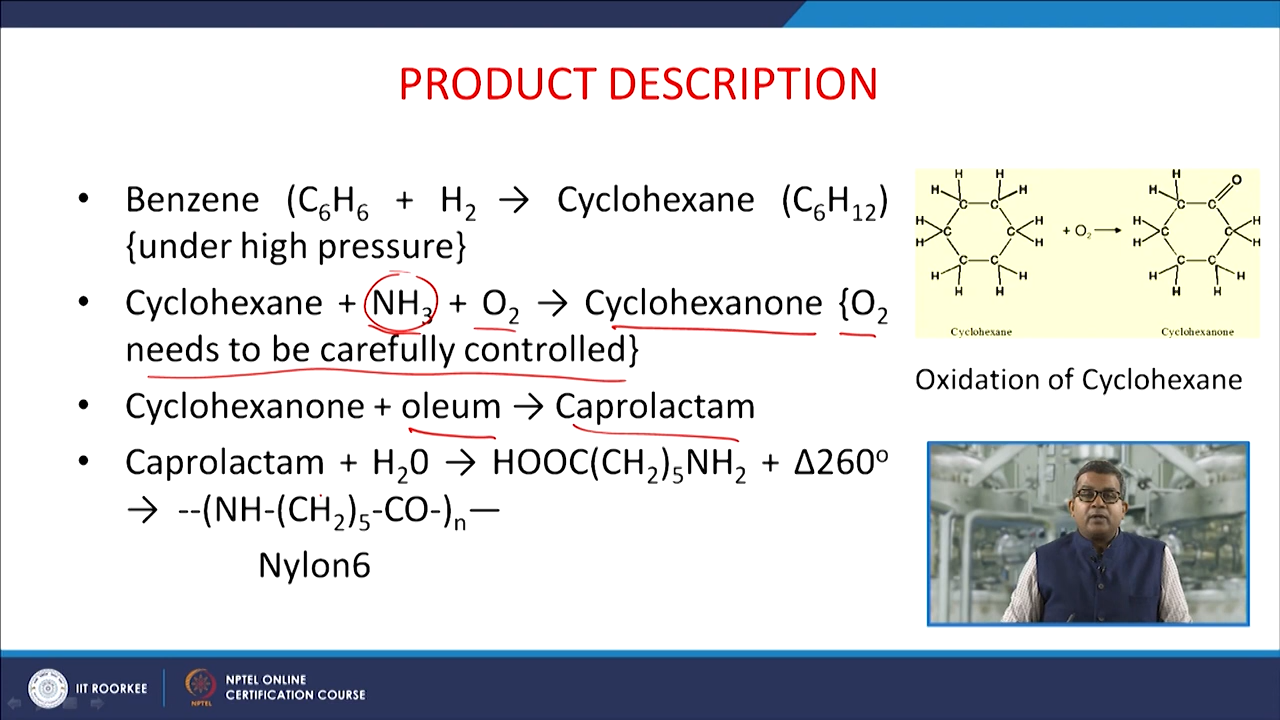 PRODUCT DESCRIPTION
• Benzene (C₆H₆ + H₂ → Cyclohexane (C₆H₁₂)
{under high pressure}
• Cyclohexane + NH₃ + O₂ → Cyclohexanone {O₂
needs to be carefully controlled}
• Cyclohexanone + oleum → Caprolactam
• Caprolactam + H₂0 → HOOC(CH₂)₅NH₂ + Δ260ᵒ
→ --(NH-(CH₂)₅-CO-)ₙ—
Nylon6
H H H H H H H H H H H H
C C C C C C
+ O₂ →
H H H H H H H H H H
C C C C C C O
Cyclohexane
Cyclohexanone
Oxidation of Cyclohexane
IIT ROORKEE
NPTEL
NPTEL ONLINE
CERTIFICATION COURSE